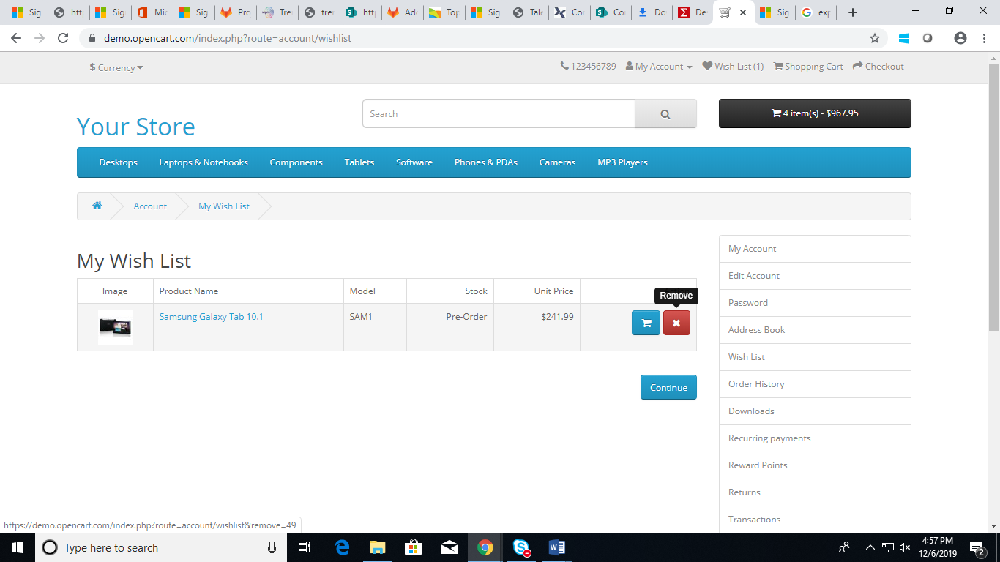 Sig
http
Sig
Mic
Sig
Pro
Tre
tre
http
Ado
Top
Sig
Tale
Cor
Co
Do
De
Sig
exp
demo.opencart.com/index.php?route=account/wishlist
$ Currency
123456789 My Account Wish List (1) Shopping Cart Checkout
Your Store
Search
4 item(s) - $967.95
Desktops Laptops & Notebooks Components Tablets Software Phones & PDAs Cameras MP3 Players
Account My Wish List
My Wish List
Image Product Name Model Stock Unit Price
Remove
Samsung Galaxy Tab 10.1 SAM1 Pre-Order $241.99
Continue
My Account
Edit Account
Password
Address Book
Wish List
Order History
Downloads
Recurring payments
Reward Points
Returns
Transactions
https://demo.opencart.com/index.php?route=account/wishlist&remove=49
Type here to search
4:57 PM
12/6/2019
2